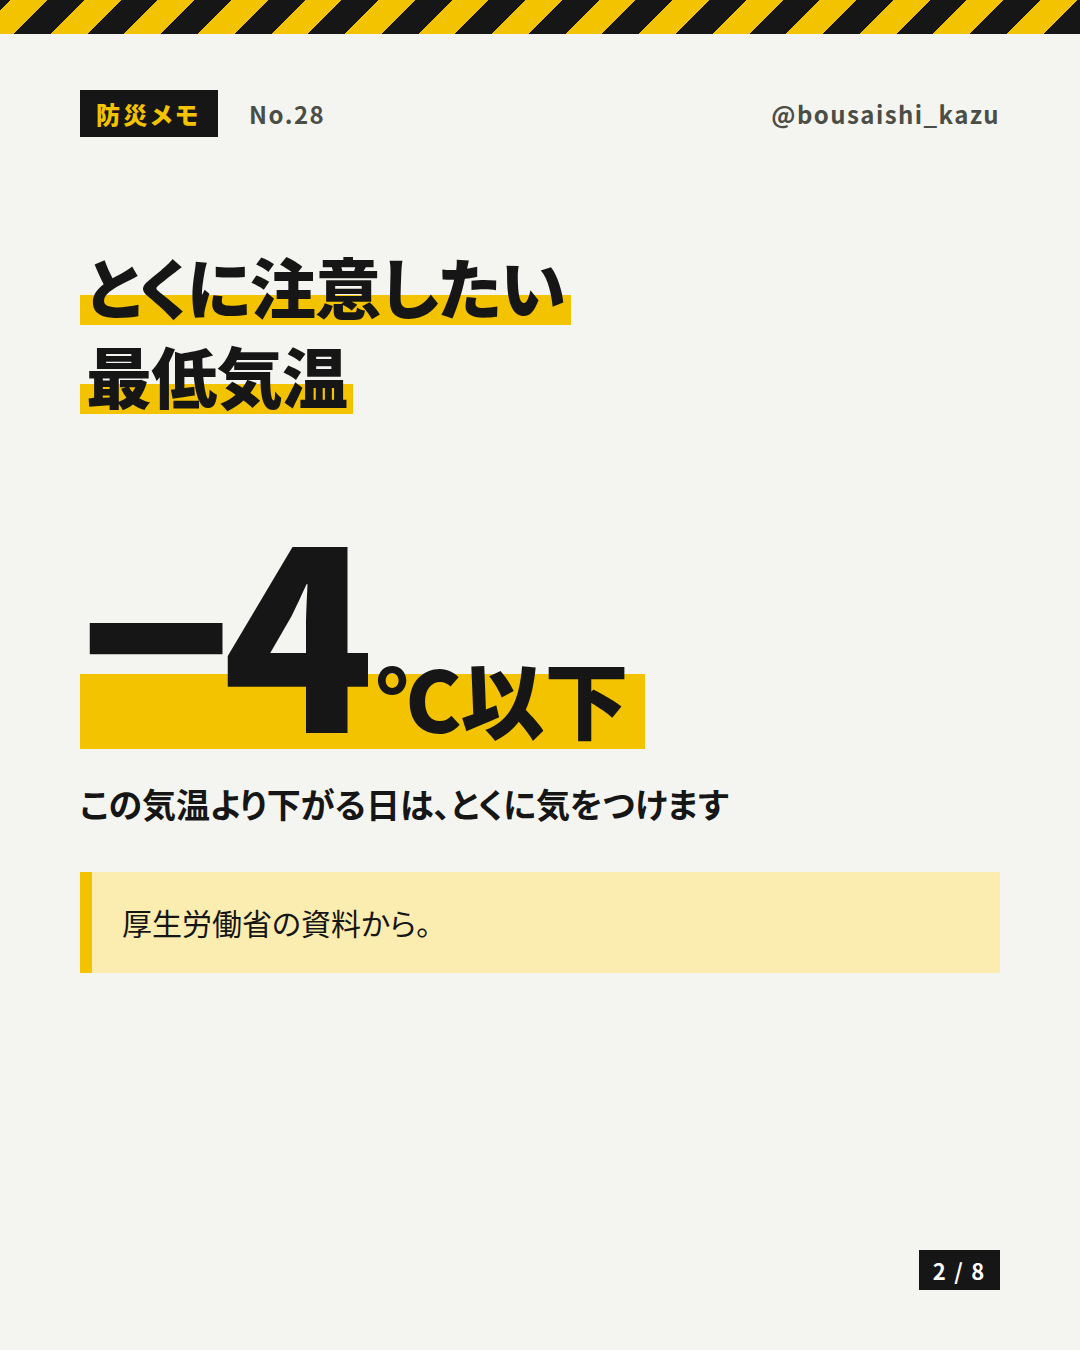 防災メモ No.28 @bousaishi_kazu
とくに注意したい
最低気温
−4℃以下
この気温より下がる日は、とくに気をつけます
厚生労働省の資料から。
2 / 8